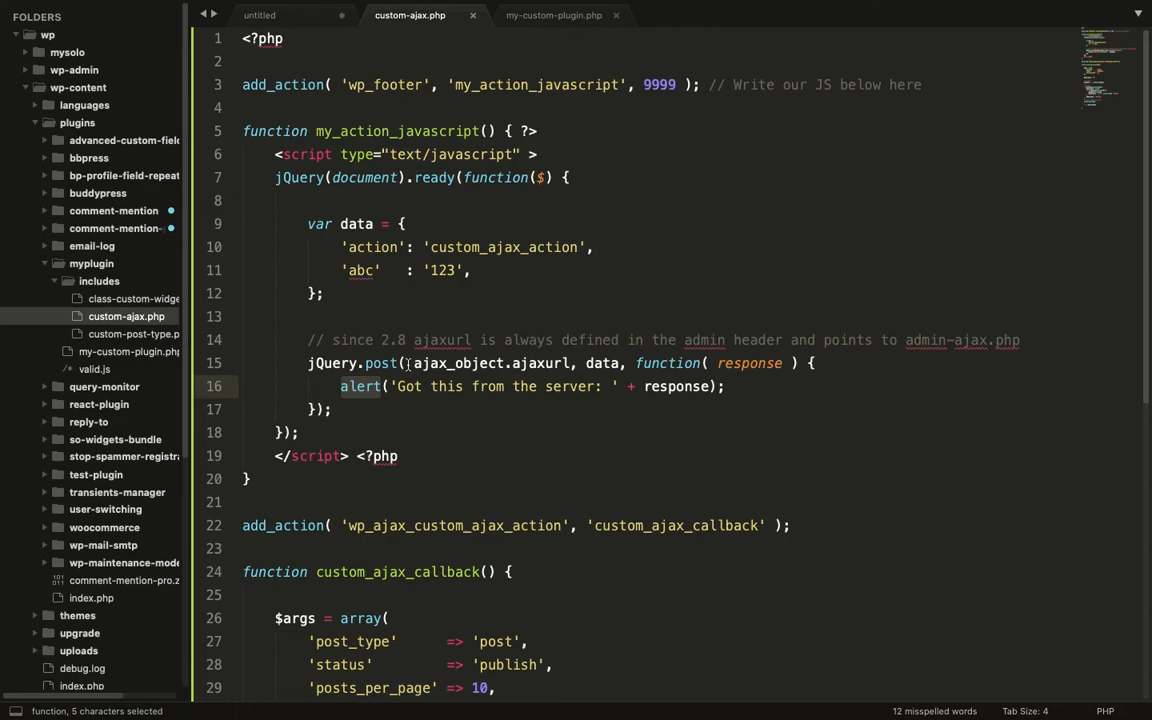 FOLDERS
wp
mysolo
wp-admin
wp-content
languages
plugins
advanced-custom-field
bbpress
bp-profile-field-repeat
buddypress
comment-mention
comment-mention-
email-log
myplugin
includes
class-custom-widge
custom-ajax.php
custom-post-type.p
my-custom-plugin.php
valid.js
query-monitor
react-plugin
reply-to
so-widgets-bundle
stop-spammer-registra
test-plugin
transients-manager
user-switching
woocommerce
wp-mail-smtp
wp-maintenance-mode
comment-mention-pro.z
index.php
themes
upgrade
uploads
debug.log
index.php
untitled
custom-ajax.php
my-custom-plugin.php
1 <?php
2
3 add_action( 'wp_footer', 'my_action_javascript', 9999 ); // Write our JS below here
4
5 function my_action_javascript() { ?>
6 <script type="text/javascript" >
7 jQuery(document).ready(function($) {
8
9 var data = {
10 'action': 'custom_ajax_action',
11 'abc' : '123',
12 };
13
14 // since 2.8 ajaxurl is always defined in the admin header and points to admin-ajax.php
15 jQuery.post( ajax_object.ajaxurl, data, function( response ) {
16 alert('Got this from the server: ' + response);
17 });
18 });
19 </script> <?php
20 }
21
22 add_action( 'wp_ajax_custom_ajax_action', 'custom_ajax_callback' );
23
24 function custom_ajax_callback() {
25
26 $args = array(
27 'post_type' => 'post',
28 'status' => 'publish',
29 'posts_per_page' => 10,
function, 5 characters selected
12 misspelled words
Tab Size: 4
PHP